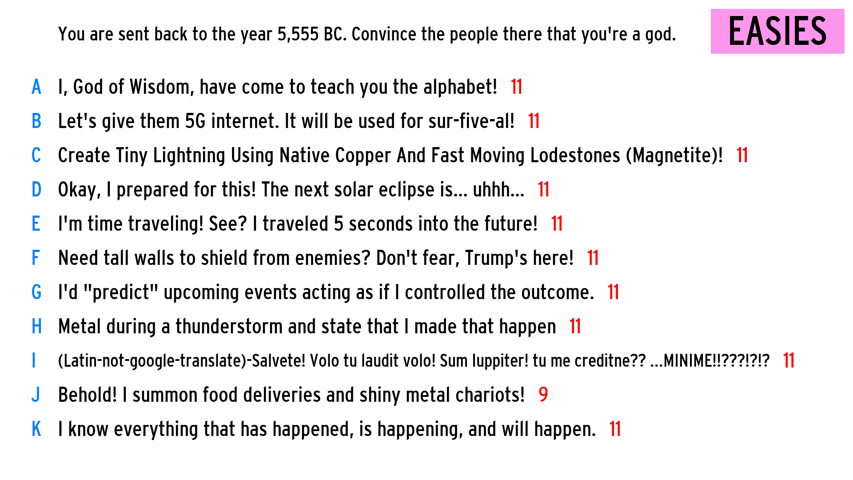 You are sent back to the year 5,555 BC. Convince the people there that you're a god.
EASIES
A I, God of Wisdom, have come to teach you the alphabet! 11
B Let's give them 5G internet. It will be used for sur-five-al! 11
C Create Tiny Lightning Using Native Copper And Fast Moving Lodestones (Magnetite)! 11
D Okay, I prepared for this! The next solar eclipse is... uhhh... 11
E I'm time traveling! See? I traveled 5 seconds into the future! 11
F Need tall walls to shield from enemies? Don't fear, Trump's here! 11
G I'd "predict" upcoming events acting as if I controlled the outcome. 11
H Metal during a thunderstorm and state that I made that happen 11
I (Latin-not-google-translate)-Salvete! Volo tu laudit volo! Sum Iuppiter! tu me creditne?? ...MINIME!!???!?!? 11
J Behold! I summon food deliveries and shiny metal chariots! 9
K I know everything that has happened, is happening, and will happen. 11